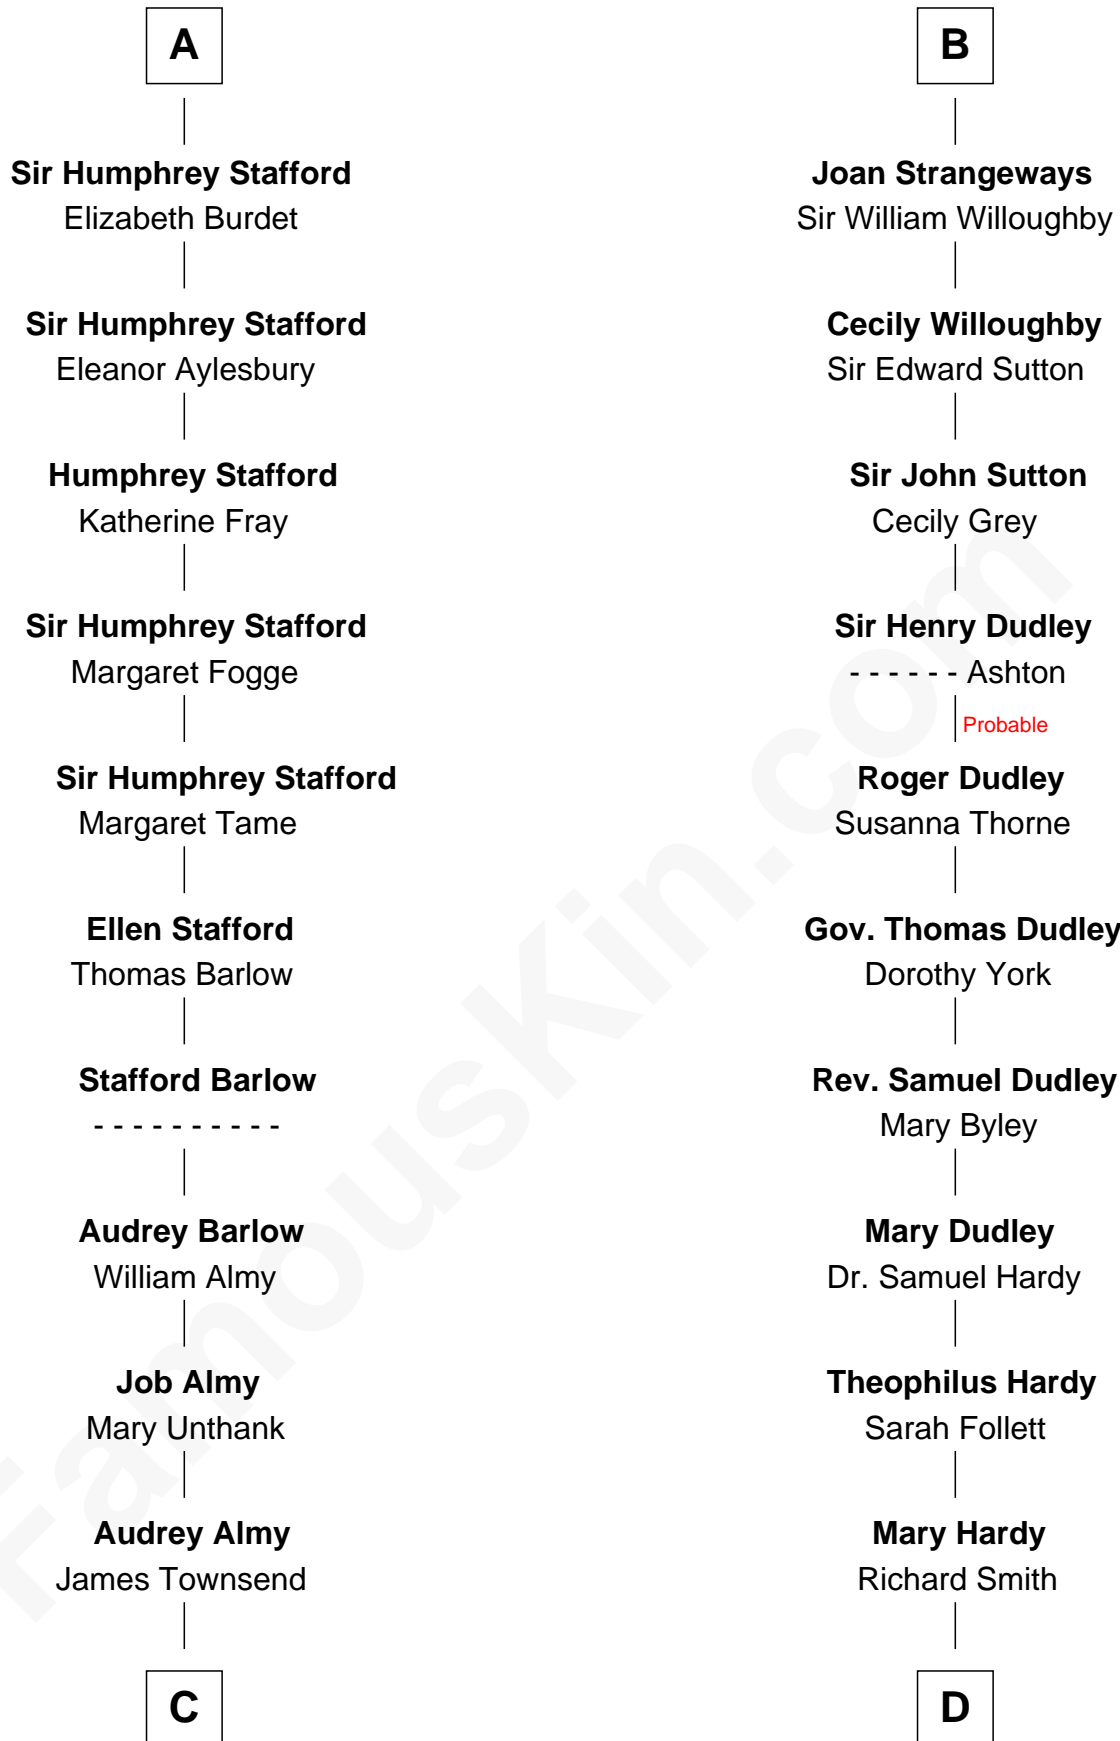 A
Sir Humphrey Stafford
Elizabeth Burdet
Sir Humphrey Stafford
Eleanor Aylesbury
Humphrey Stafford
Katherine Fray
Sir Humphrey Stafford
Margaret Fogge
Sir Humphrey Stafford
Margaret Tame
Ellen Stafford
Thomas Barlow
Stafford Barlow
- - - - - - - - - -
Audrey Barlow
William Almy
Job Almy
Mary Unthank
Audrey Almy
James Townsend
C
B
Joan Strangeways
Sir William Willoughby
Cecily Willoughby
Sir Edward Sutton
Sir John Sutton
Cecily Grey
Sir Henry Dudley
- - - - - - Ashton
Probable
Roger Dudley
Susanna Thorne
Gov. Thomas Dudley
Dorothy York
Rev. Samuel Dudley
Mary Byley
Mary Dudley
Dr. Samuel Hardy
Theophilus Hardy
Sarah Follett
Mary Hardy
Richard Smith
D
FamousKin.com